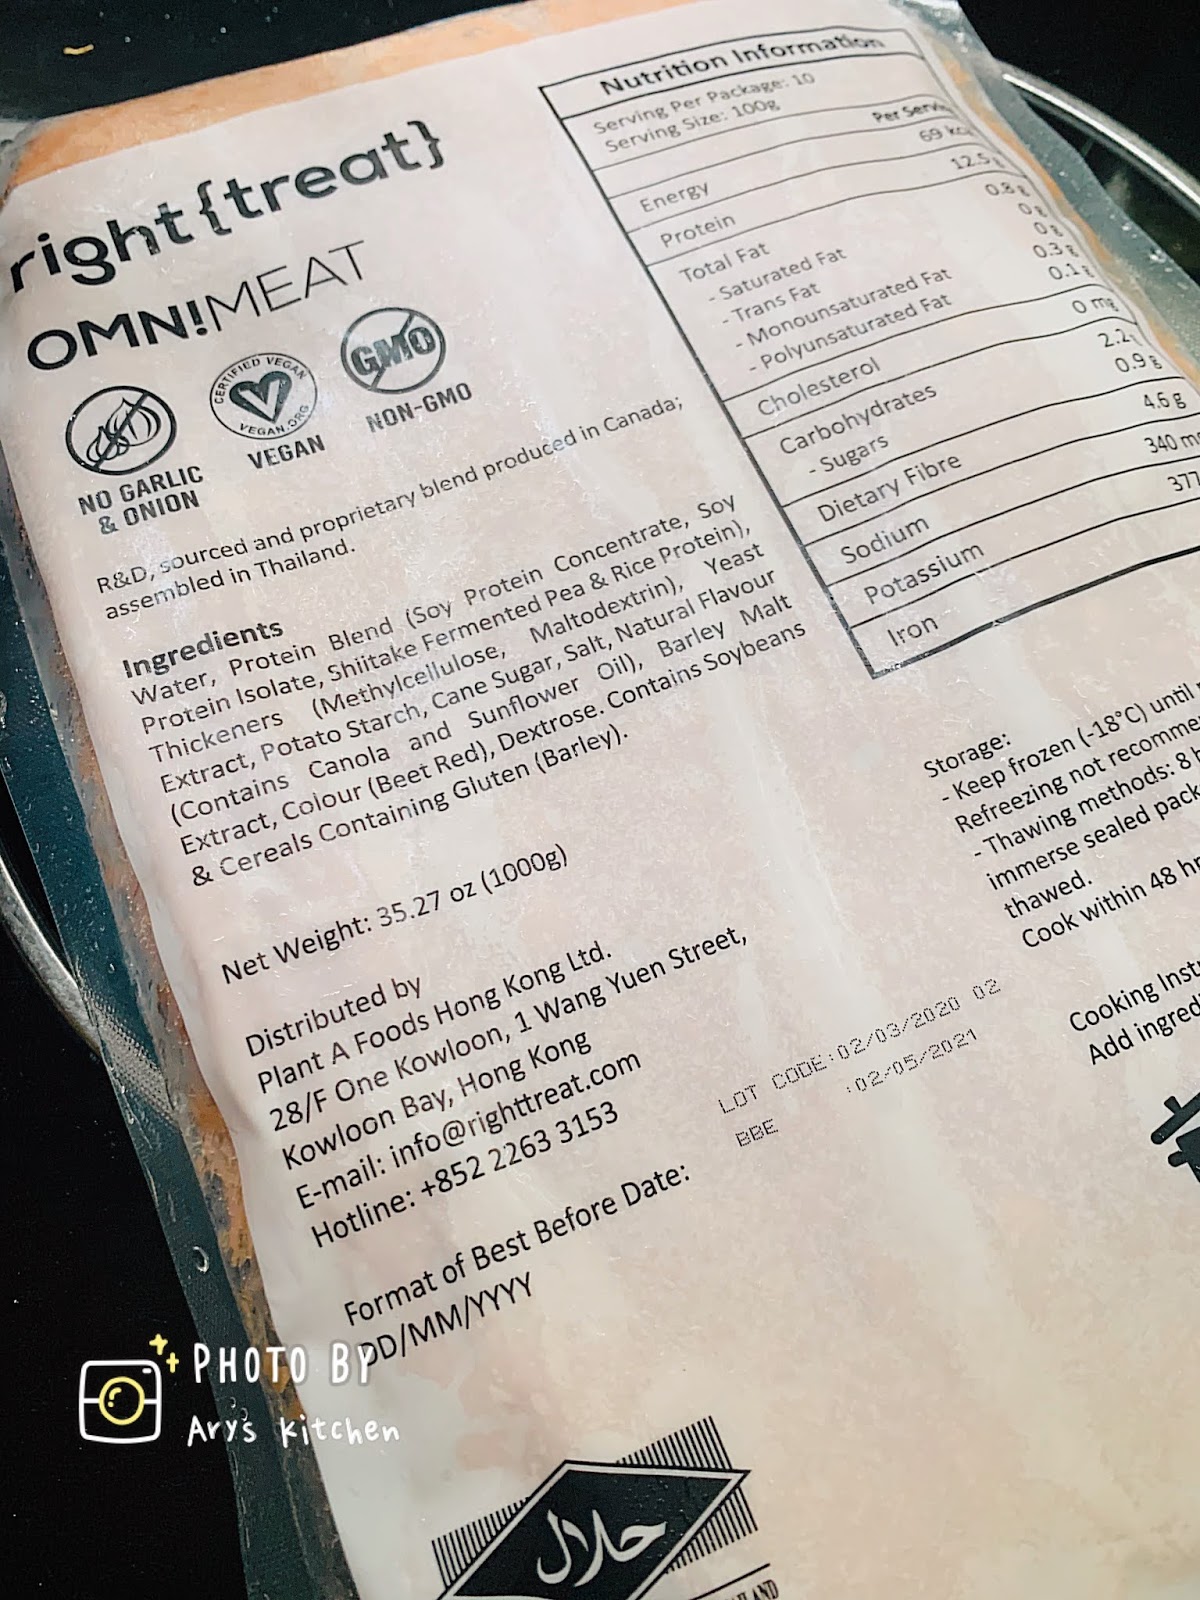 right{treat}
OMN!MEAT
NO GARLIC
& ONION
CERTIFIED VEGAN
VEGAN.ORG
VEGAN
GMO
NON-GMO
R&D, sourced and proprietary blend produced in Canada;
assembled in Thailand.
Ingredients
Water, Protein Blend (Soy Protein Concentrate, Soy
Protein Isolate, Shiitake Fermented Pea & Rice Protein),
Thickeners (Methylcellulose, Maltodextrin), Yeast
Extract, Potato Starch, Cane Sugar, Salt, Natural Flavour
(Contains Canola and Sunflower Oil), Barley Malt
Extract, Colour (Beet Red), Dextrose. Contains Soybeans
& Cereals Containing Gluten (Barley).
Net Weight: 35.27 oz (1000g)
Distributed by
Plant A Foods Hong Kong Ltd.
28/F One Kowloon, 1 Wang Yuen Street,
Kowloon Bay, Hong Kong
E-mail: info@righttreat.com
Hotline: +852 2263 3153
Format of Best Before Date:
DD/MM/YYYY
LOT CODE:02/03/2020 02
BBE :02/05/2021
Nutrition Information
Serving Per Package: 10
Serving Size: 100g
Per
Energy 69
Protein 12.5
Total Fat 0.8 g
- Saturated Fat 0 g
- Trans Fat 0 g
- Monounsaturated Fat 0.3 g
- Polyunsaturated Fat 0.1 g
Cholesterol 0 mg
Carbohydrates 2.2
- Sugars 0.9 g
Dietary Fibre 4.6 g
Sodium 340
Potassium 377
Iron
Storage:
- Keep frozen (-18°C) until
Refreezing not
- Thawing methods: 8
immerse sealed
thawed.
Cook within 48
Cooking
Add
حلال
PHOTO BY
Ary's kitchen